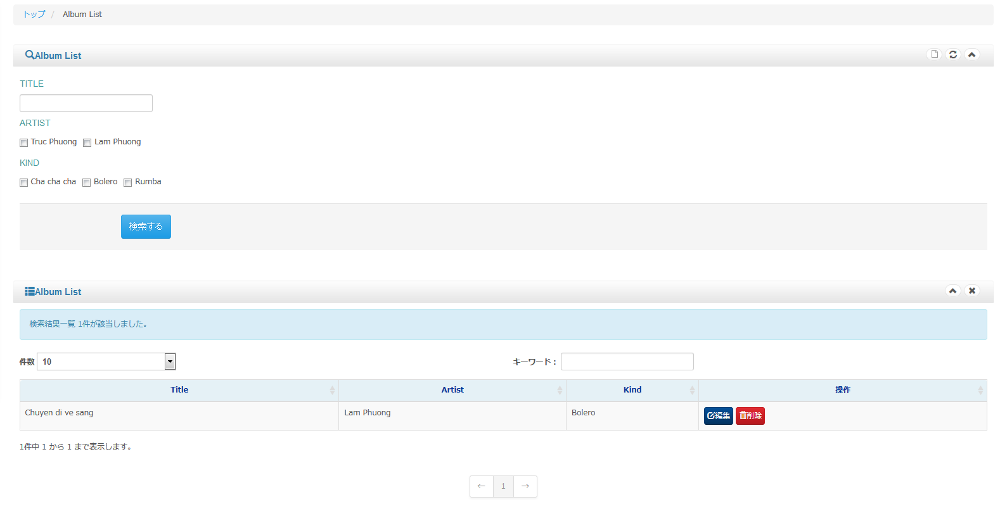 トップ / Album List
Album List
TITLE
ARTIST
Truc Phuong Lam Phuong
KIND
Cha cha cha Bolero Rumba
検索する
Album List
検索結果一覧 1件が該当しました。
件数 10 キーワード：
Title Artist Kind 操作
Chuyen di ve sang Lam Phuong Bolero 編集 削除
1件中 1 から 1 まで表示します。
← 1 →